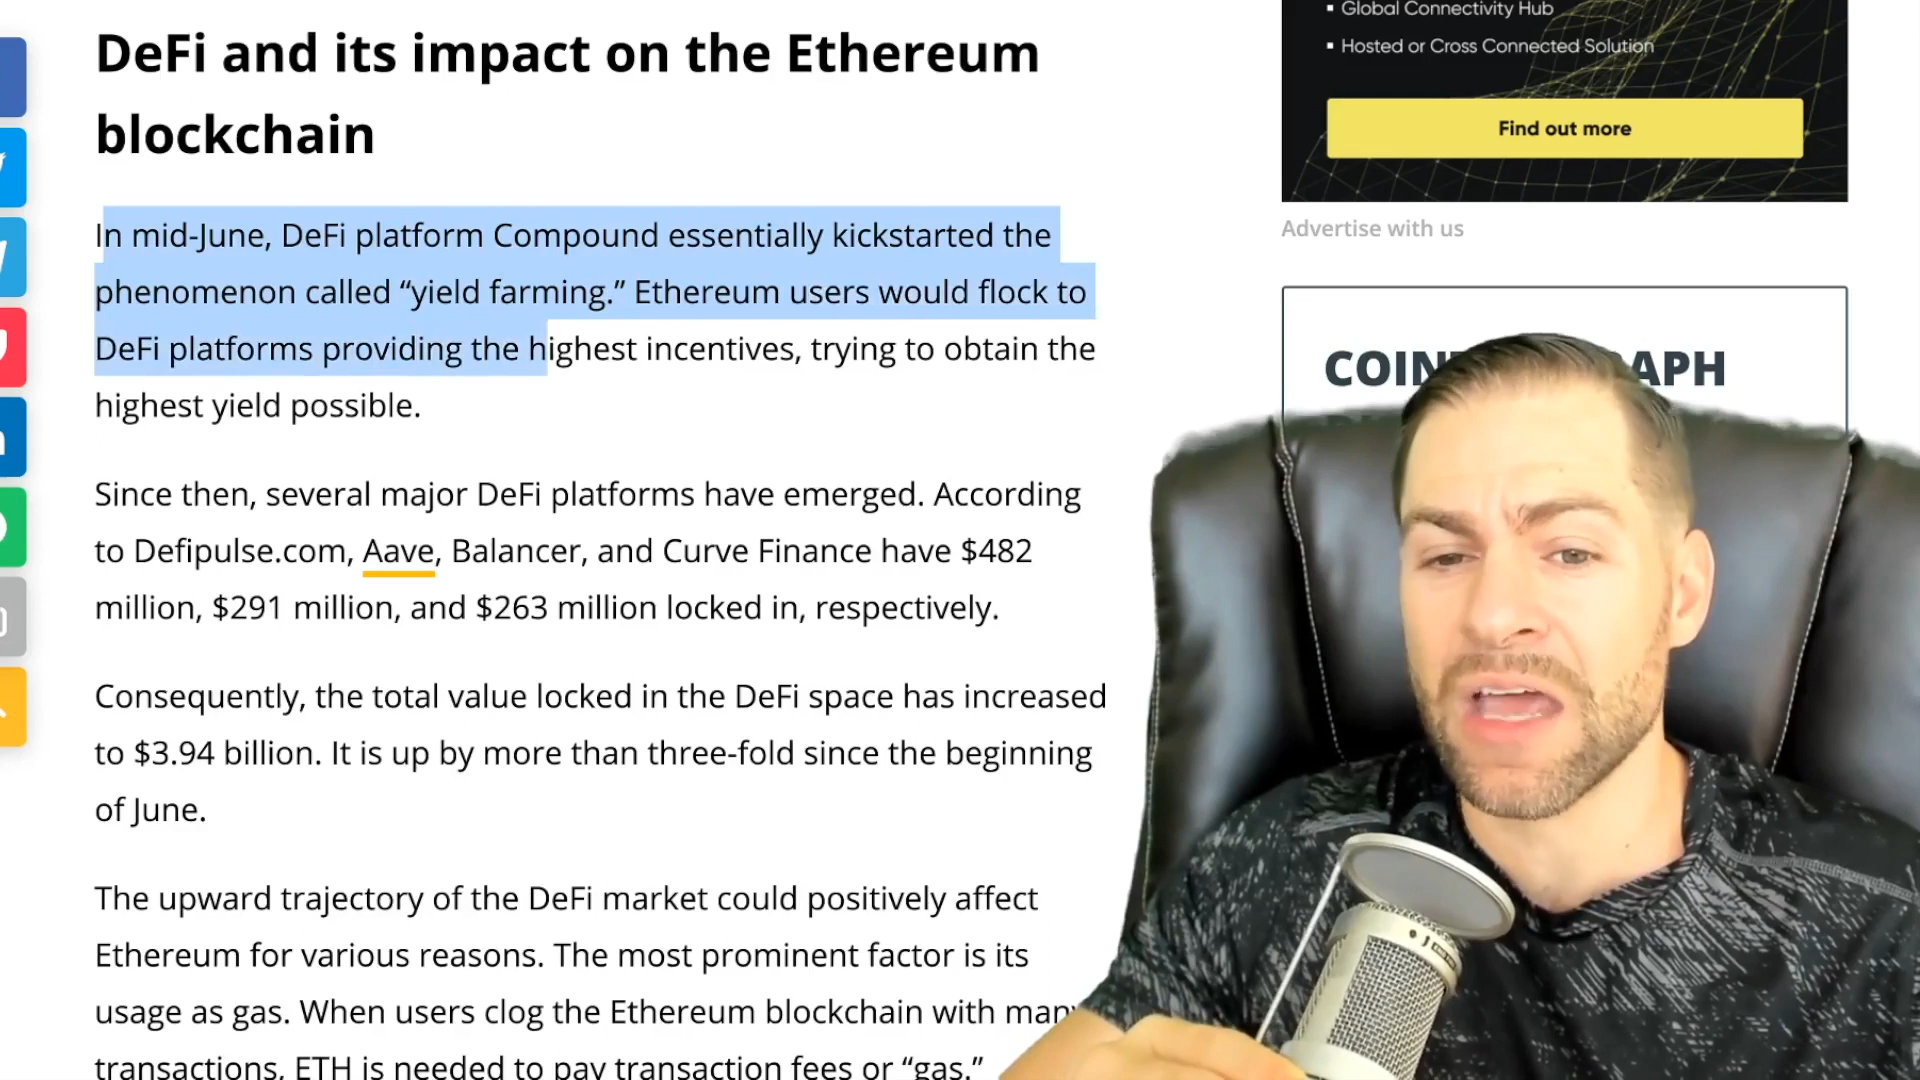 DeFi and its impact on the Ethereum
blockchain
In mid-June, DeFi platform Compound essentially kickstarted the
phenomenon called “yield farming.” Ethereum users would flock to
DeFi platforms providing the highest incentives, trying to obtain the
highest yield possible.
Since then, several major DeFi platforms have emerged. According
to Defipulse.com, Aave, Balancer, and Curve Finance have $482
million, $291 million, and $263 million locked in, respectively.
Consequently, the total value locked in the DeFi space has increased
to $3.94 billion. It is up by more than three-fold since the beginning
of June.
The upward trajectory of the DeFi market could positively affect
Ethereum for various reasons. The most prominent factor is its
usage as gas. When users clog the Ethereum blockchain with many
transactions, ETH is needed to pay transaction fees or “gas.”
▪ Global Connectivity Hub
▪ Hosted or Cross Connected Solution
Find out more
Advertise with us
COIN APH